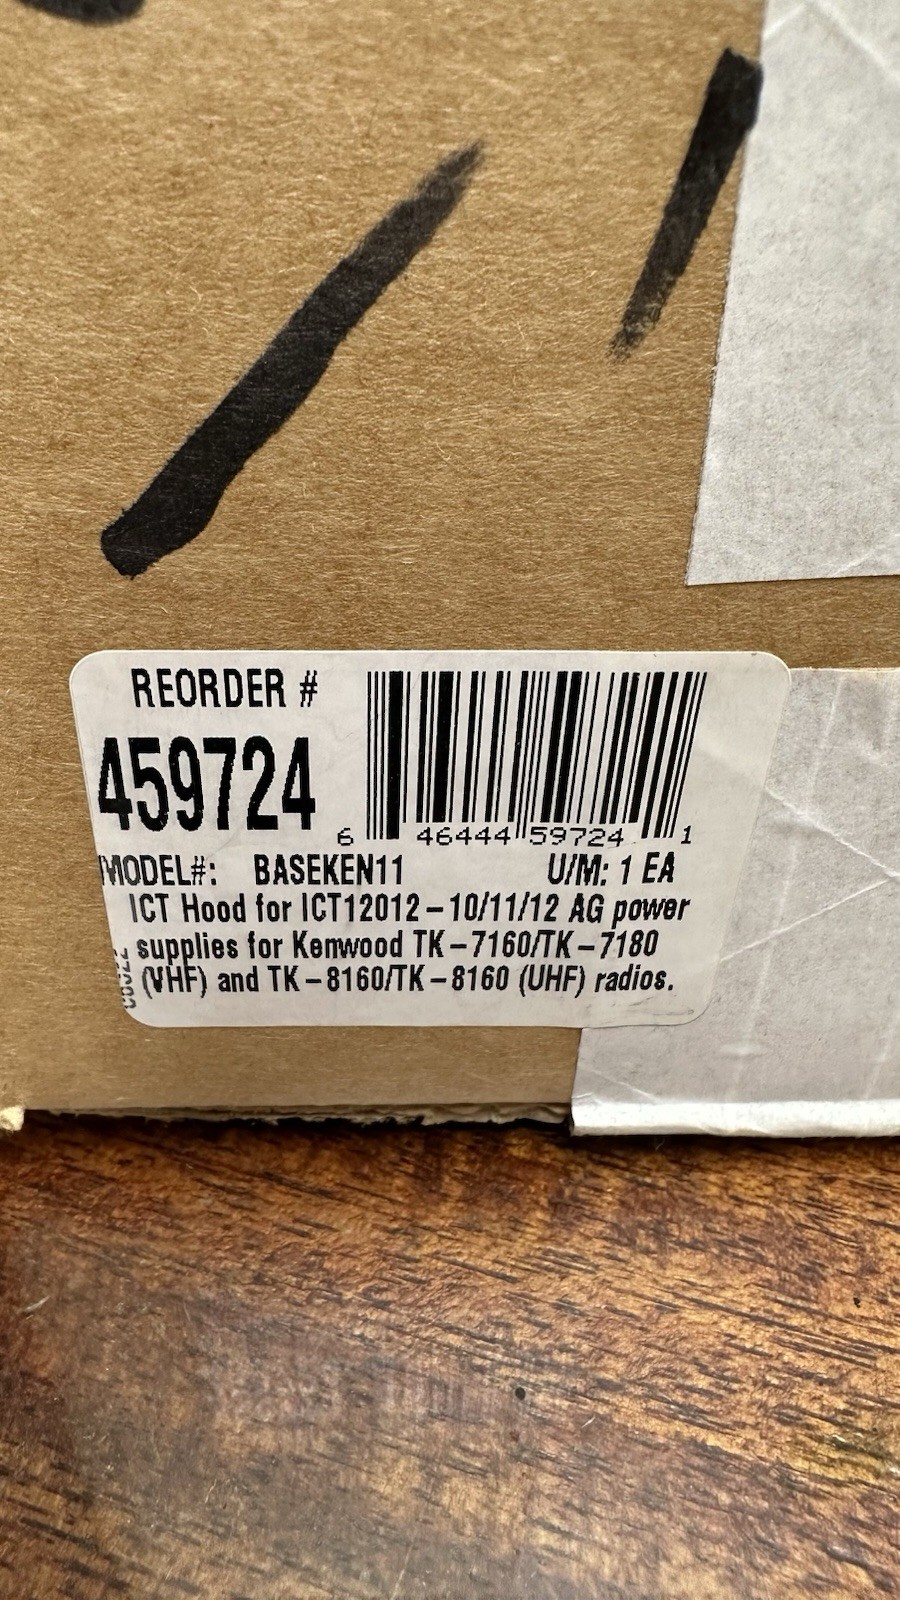 REORDER #
459724
6 46444 59724 1
MODEL#: BASEKEN11 U/M: 1 EA
ICT Hood for ICT12012-10/11/12 AG power
supplies for Kenwood TK-7160/TK-7180
(VHF) and TK-8160/TK-8160 (UHF) radios.